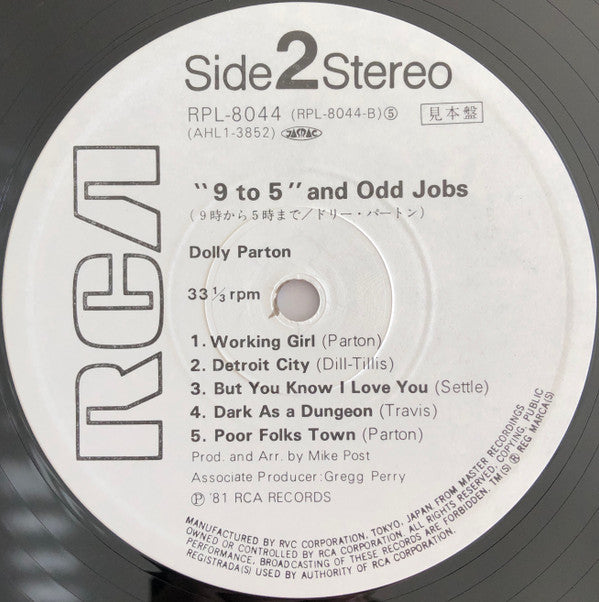 RCA
Side 2 Stereo
RPL-8044 (RPL-8044-B)⑤ 見本盤
(AHL1-3852) JASRAC
"9 to 5" and Odd Jobs
(9時から5時まで/ドリー・パートン)
Dolly Parton
33 1/3 rpm
1. Working Girl (Parton)
2. Detroit City (Dill-Tillis)
3. But You Know I Love You (Settle)
4. Dark As a Dungeon (Travis)
5. Poor Folks Town (Parton)
Prod. and Arr. by Mike Post
Associate Producer: Gregg Perry
Ⓟ '81 RCA RECORDS
MANUFACTURED BY RVC CORPORATION, TOKYO, JAPAN, FROM MASTER RECORDINGS
OWNED OR CONTROLLED BY RCA CORPORATION. ALL RIGHTS RESERVED. COPYING, PUBLIC
PERFORMANCE, BROADCASTING OF THESE RECORDS ARE FORBIDDEN. TM(S) ® REG MARCA(S)
REGISTRADA(S) USED BY AUTHORITY OF RCA CORPORATION.